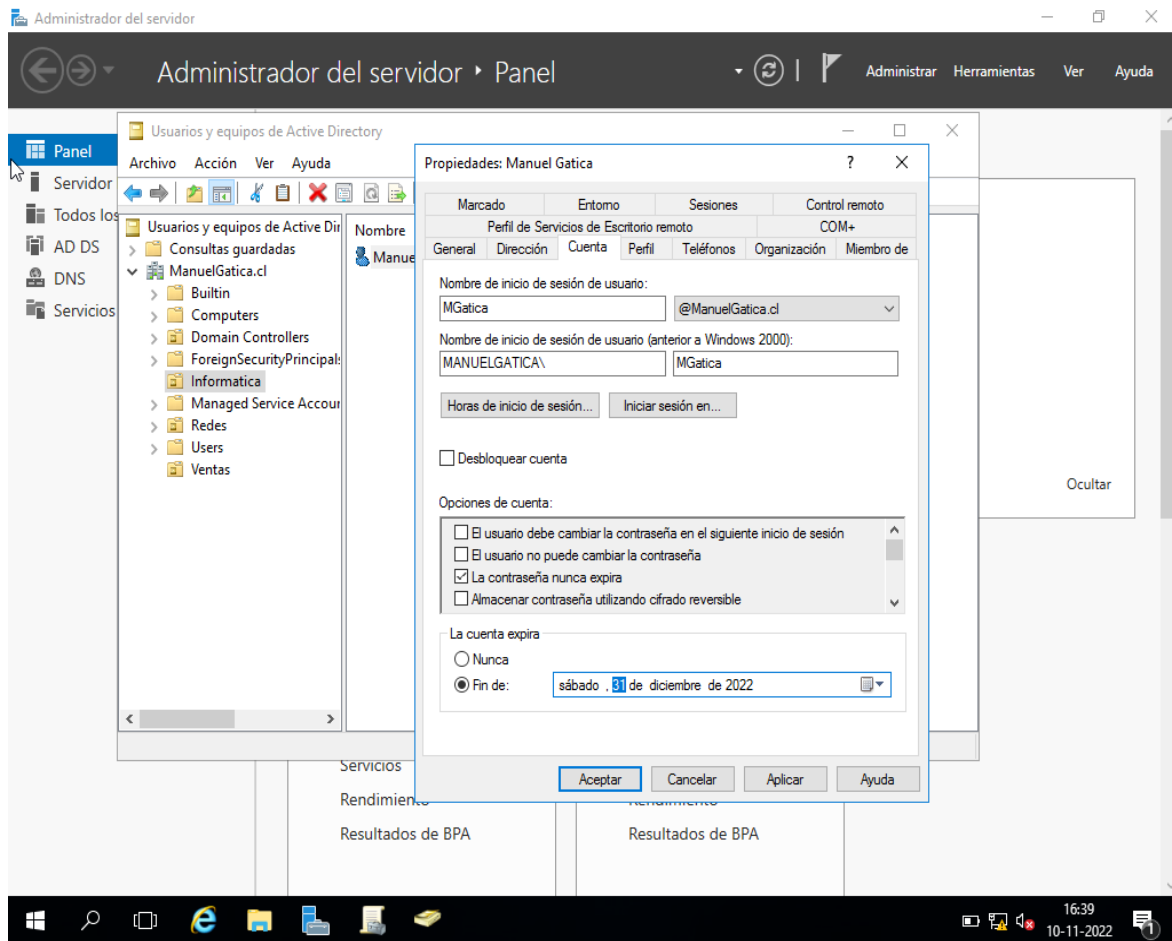 Administrador del servidor
Administrador del servidor ‣ Panel
Administrar Herramientas Ver Ayuda
Panel
Servidor
Todos los
AD DS
DNS
Servicios
Usuarios y equipos de Active Directory
Archivo Acción Ver Ayuda
Usuarios y equipos de Active Dir
Consultas guardadas
ManuelGatica.cl
Builtin
Computers
Domain Controllers
ForeignSecurityPrincipals
Informatica
Managed Service Accour
Redes
Users
Ventas
Nombre
Manue
Propiedades: Manuel Gatica
Marcado Entorno Sesiones Control remoto
Perfil de Servicios de Escritorio remoto COM+
General Dirección Cuenta Perfil Teléfonos Organización Miembro de
Nombre de inicio de sesión de usuario:
MGatica @ManuelGatica.cl
Nombre de inicio de sesión de usuario (anterior a Windows 2000):
MANUELGATICA\ MGatica
Horas de inicio de sesión... Iniciar sesión en...
Desbloquear cuenta
Opciones de cuenta:
El usuario debe cambiar la contraseña en el siguiente inicio de sesión
El usuario no puede cambiar la contraseña
La contraseña nunca expira
Almacenar contraseña utilizando cifrado reversible
La cuenta expira
Nunca
Fin de: sábado , 31 de diciembre de 2022
Aceptar Cancelar Aplicar Ayuda
Ocultar
Servicios
Rendimiento
Rendimiento
Resultados de BPA
Resultados de BPA
16:39
10-11-2022
1